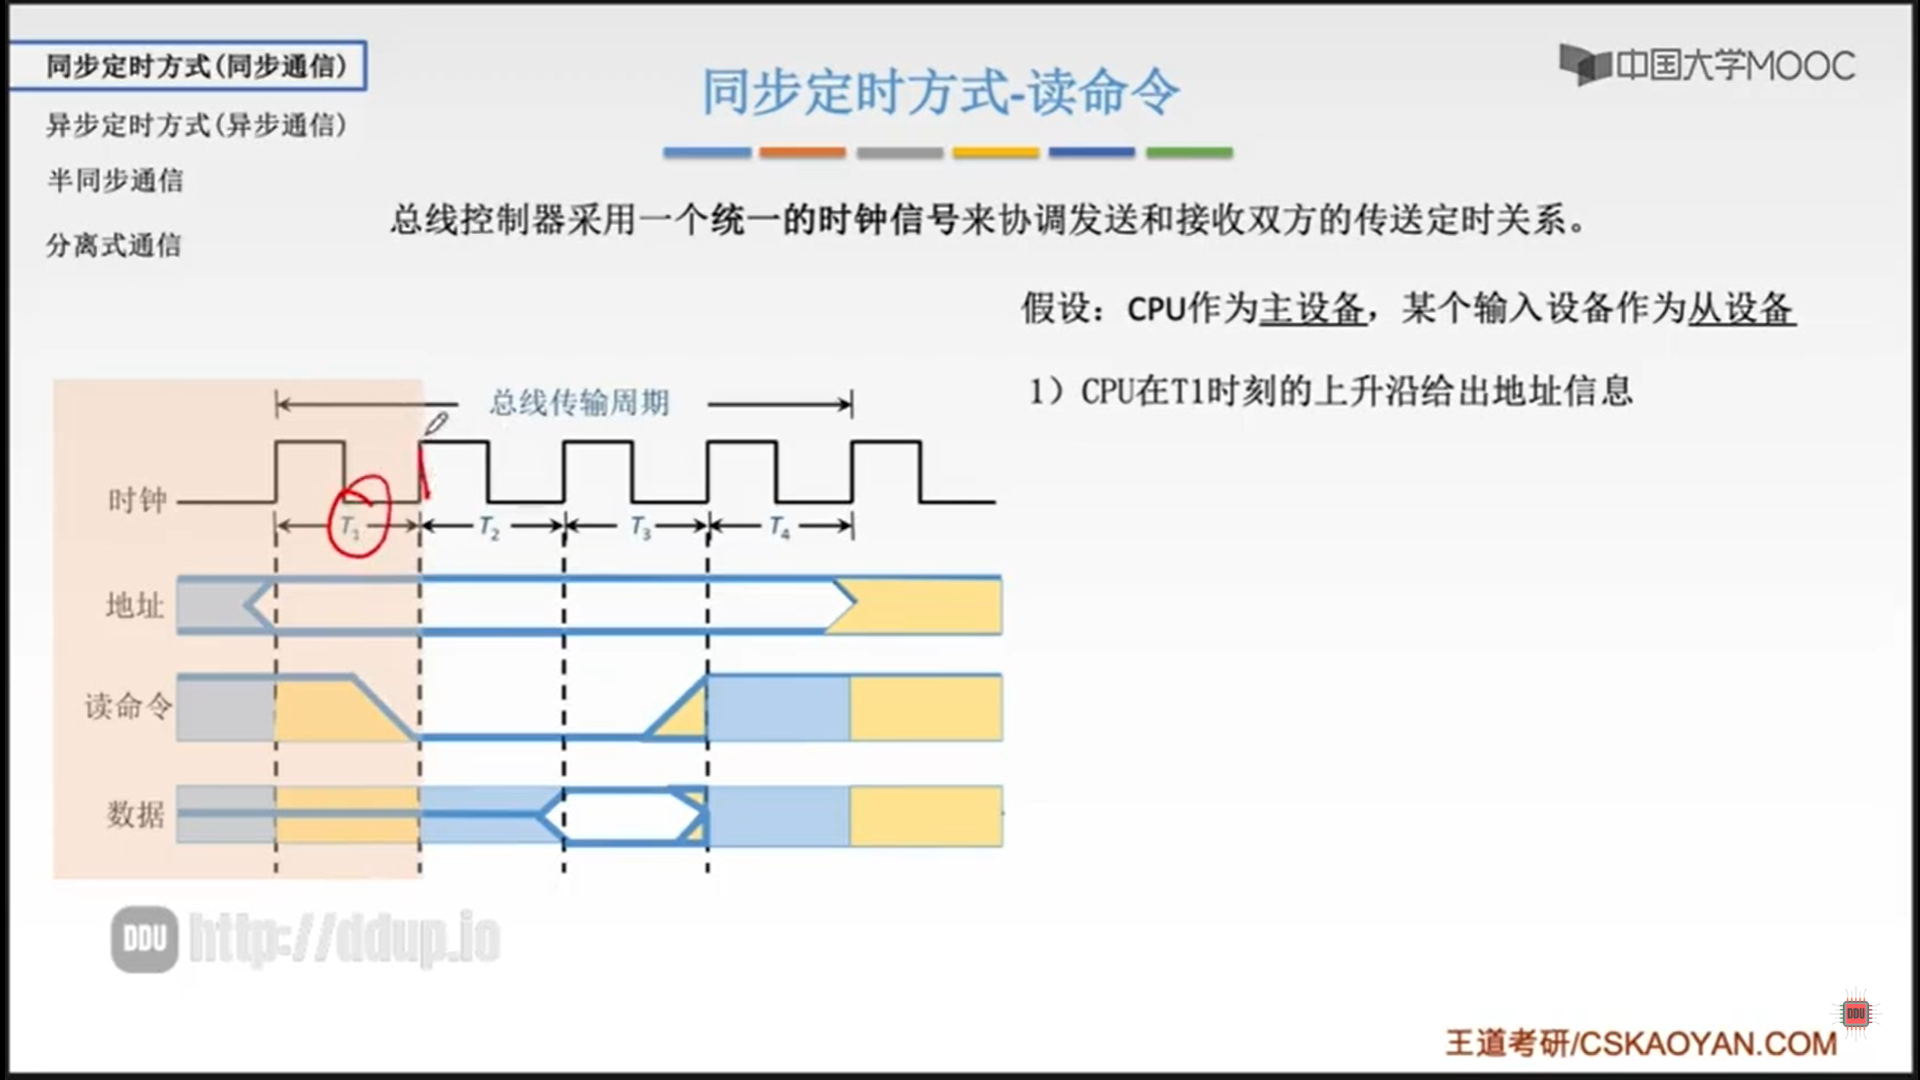 同步定时方式(同步通信)
异步定时方式(异步通信)
半同步通信
分离式通信
同步定时方式-读命令
中国大学MOOC
总线控制器采用一个统一的时钟信号来协调发送和接收双方的传送定时关系。
假设：CPU作为主设备，某个输入设备作为从设备
1）CPU在T1时刻的上升沿给出地址信息
总线传输周期
时钟
T1 T2 T3 T4
地址
读命令
数据
DDU http://ddup.io
DDU
王道考研/CSKAOYAN.COM